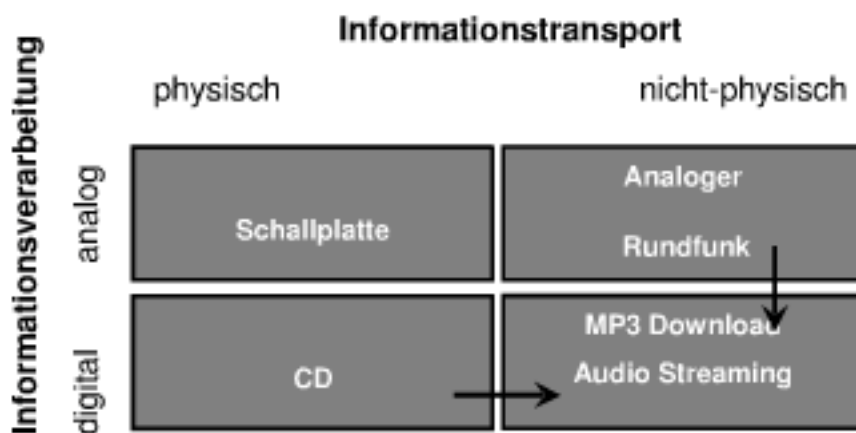 Informationstransport
physisch
nicht-physisch
Informationsverarbeitung
analog
Schallplatte
Analoger
Rundfunk
digital
CD
MP3 Download
Audio Streaming